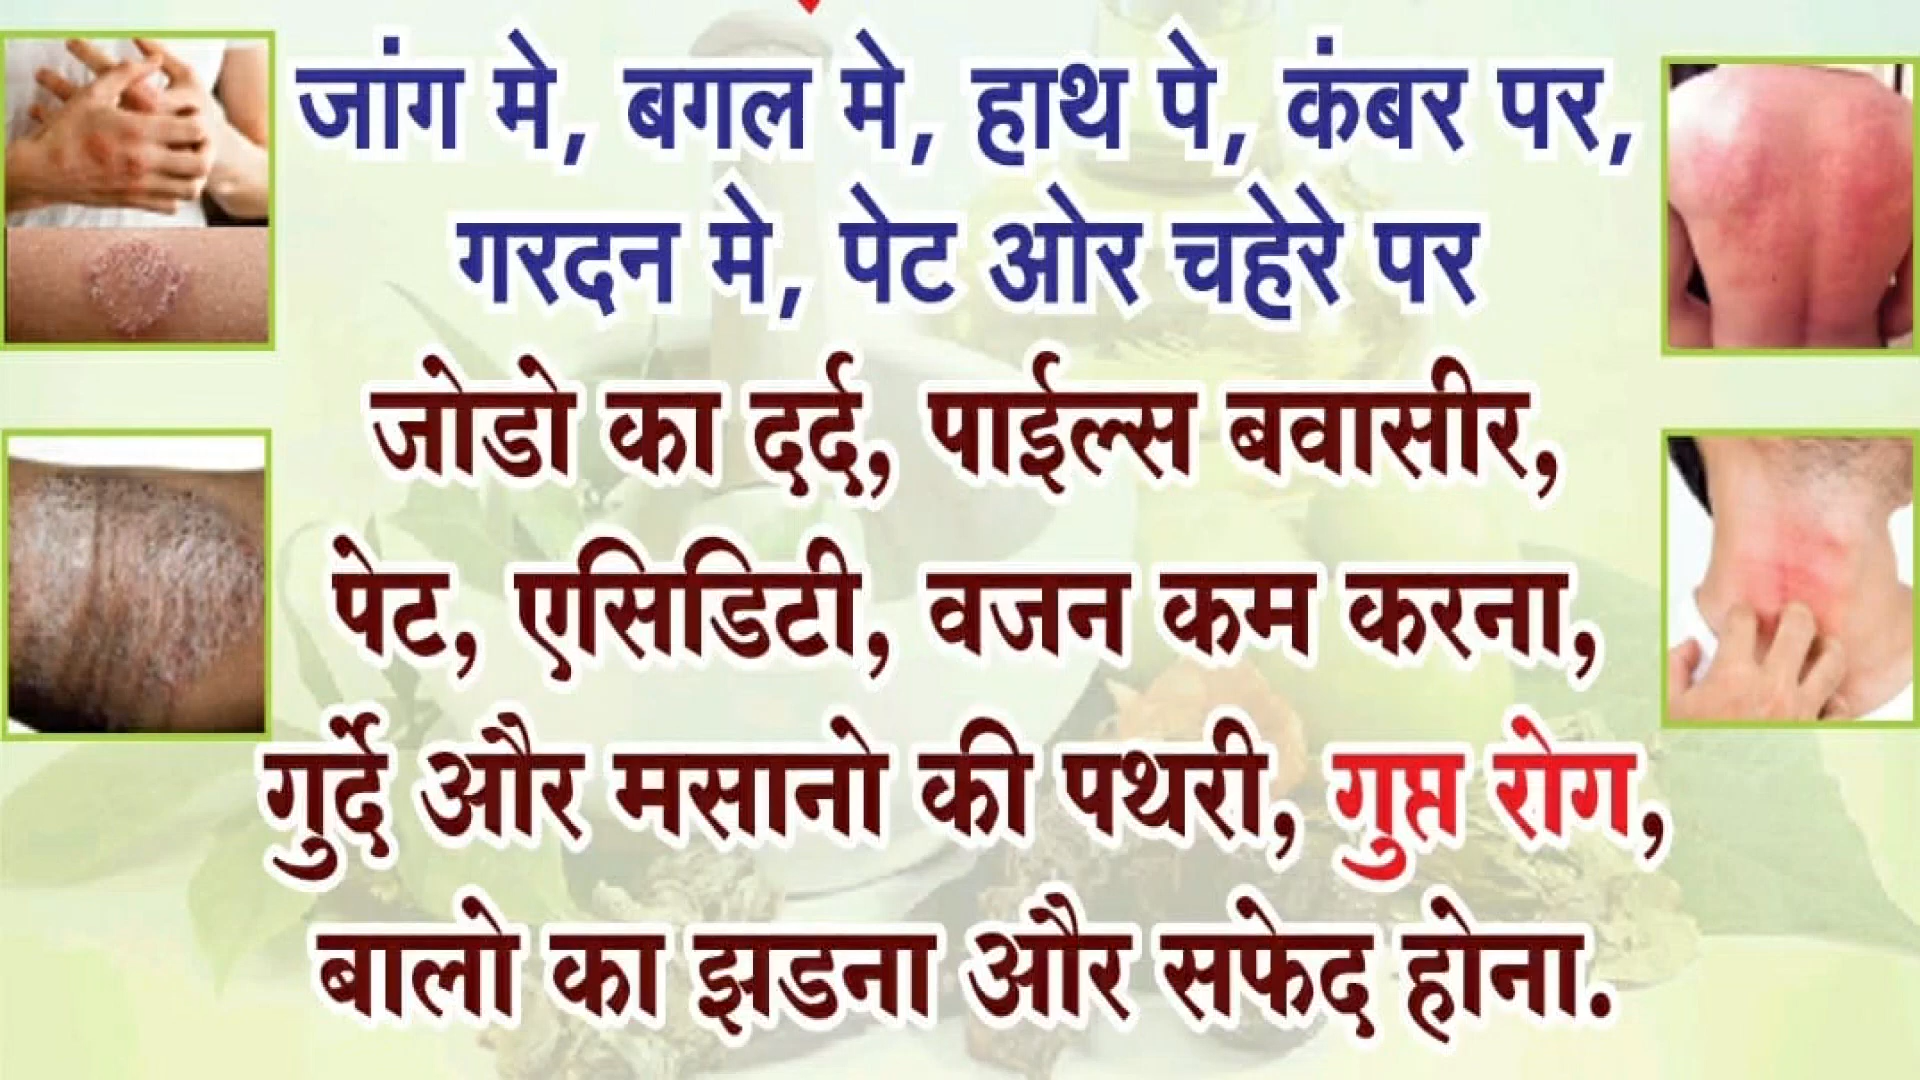 जांग मे, बगल मे, हाथ पे, कंबर पर,
गरदन मे, पेट ओर चहेरे पर
जोडो का दर्द, पाईल्स बवासीर,
पेट, एसिडिटी, वजन कम करना,
गुर्दे और मसानो की पथरी, गुप्त रोग,
बालो का झडना और सफेद होना.